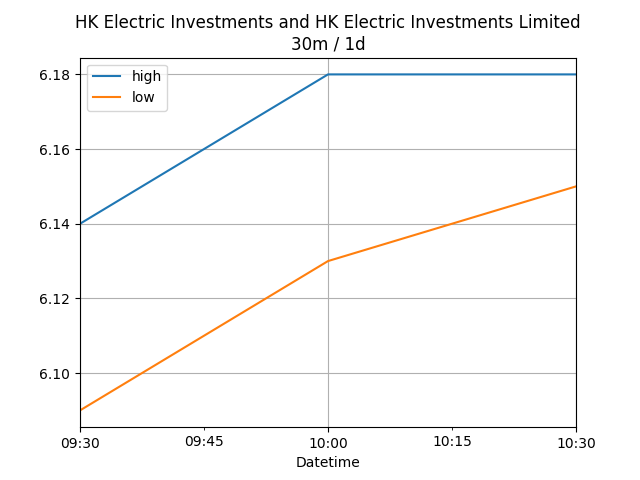 HK Electric Investments and HK Electric Investments Limited
30m / 1d
high
low
6.18
6.16
6.14
6.12
6.10
09:30
09:45
10:00
10:15
10:30
Datetime